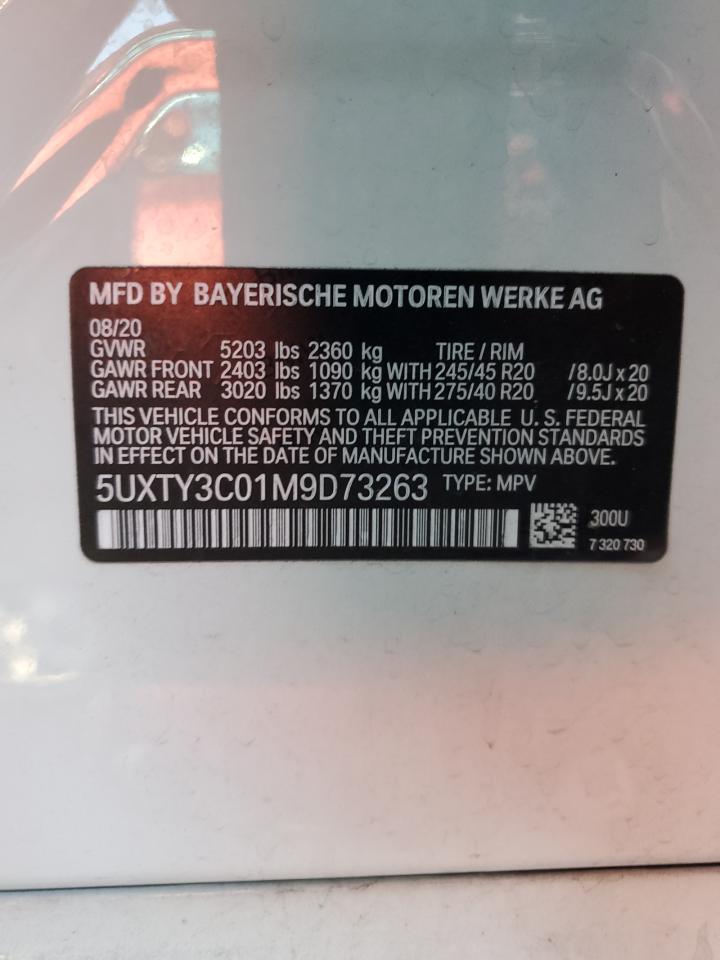 MFD BY BAYERISCHE MOTOREN WERKE AG
08/20
GVWR 5203 lbs 2360 kg TIRE / RIM
GAWR FRONT 2403 lbs 1090 kg WITH 245/45 R20 /8.0J x 20
GAWR REAR 3020 lbs 1370 kg WITH 275/40 R20 /9.5J x 20
THIS VEHICLE CONFORMS TO ALL APPLICABLE U. S. FEDERAL
MOTOR VEHICLE SAFETY AND THEFT PREVENTION STANDARDS
IN EFFECT ON THE DATE OF MANUFACTURE SHOWN ABOVE.
5UXTY3C01M9D73263 TYPE: MPV
300U
7 320 730